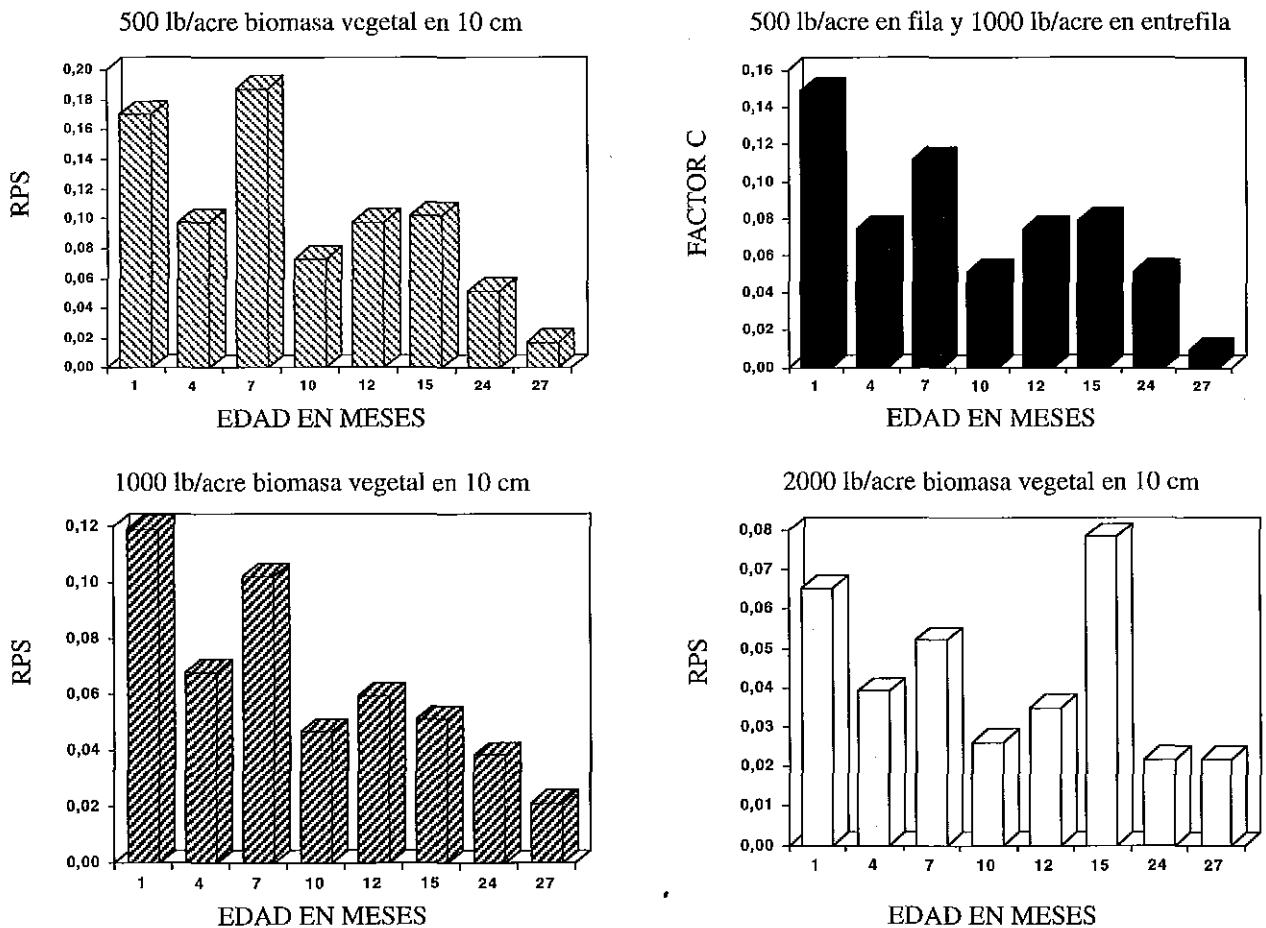 500 lb/acre biomasa vegetal en 10 cm
RPS
0,20
0,18
0,16
0,14
0,12
0,10
0,08
0,06
0,04
0,02
0,00
1 4 7 10 12 15 24 27
EDAD EN MESES
500 lb/acre en fila y 1000 lb/acre en entrefila
FACTOR C
0,16
0,14
0,12
0,10
0,08
0,06
0,04
0,02
0,00
1 4 7 10 12 15 24 27
EDAD EN MESES
1000 lb/acre biomasa vegetal en 10 cm
RPS
0,12
0,10
0,08
0,06
0,04
0,02
0,00
1 4 7 10 12 15 24 27
EDAD EN MESES
2000 lb/acre biomasa vegetal en 10 cm
RPS
0,08
0,07
0,06
0,05
0,04
0,03
0,02
0,01
0,00
1 4 7 10 12 15 24 27
EDAD EN MESES